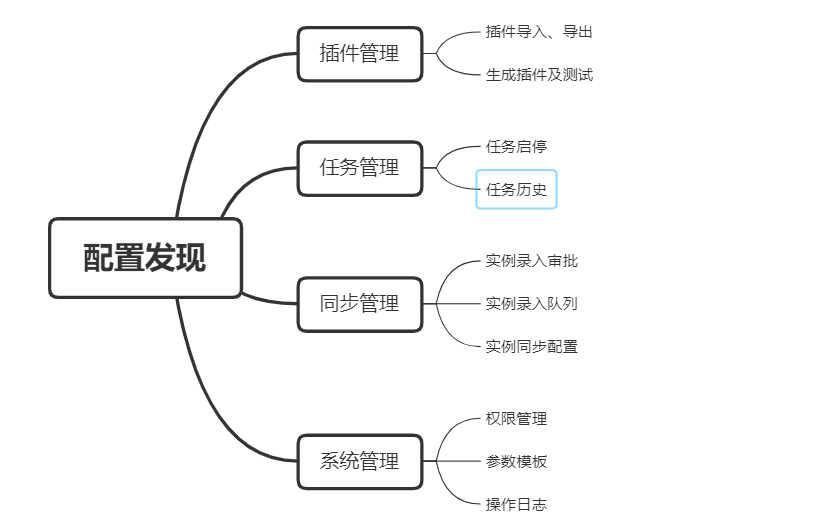 配置发现
插件管理
插件导入、导出
生成插件及测试
任务管理
任务启停
任务历史
同步管理
实例录入审批
实例录入队列
实例同步配置
系统管理
权限管理
参数模板
操作日志